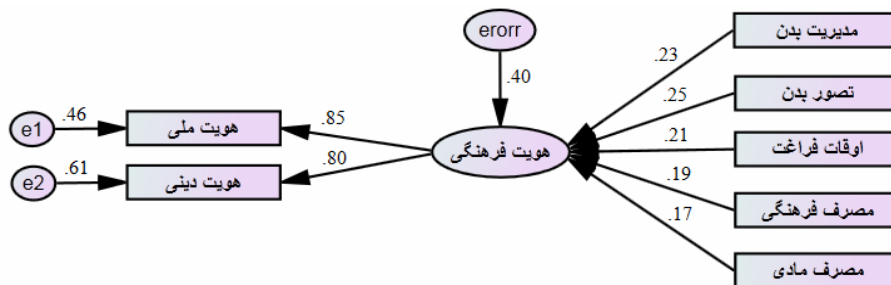 erorr
.40
مدیریت بدن
.23
تصور بدن
.25
اوقات فراغت
.21
مصرف فرهنگی
.19
مصرف مادی
.17
هویت فرهنگی
.85
.80
هویت ملی
هویت دینی
.46
e1
.61
e2